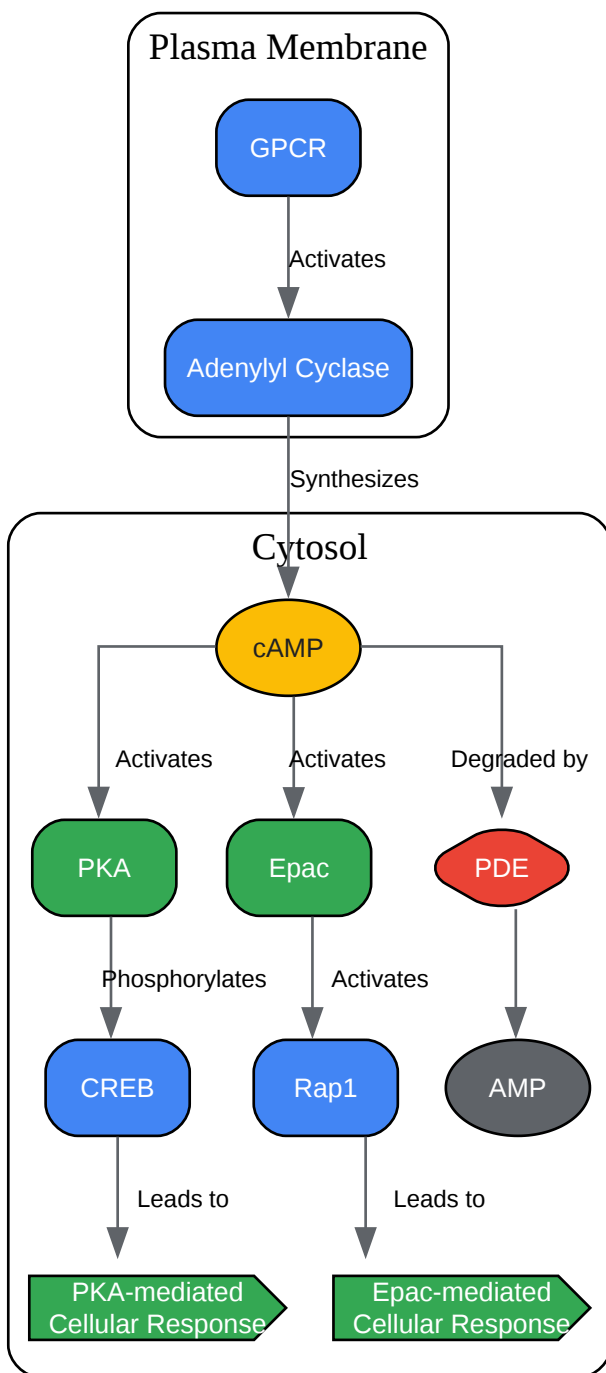 Plasma Membrane
GPCR
Activates
Adenylyl Cyclase
Synthesizes
Cytosol
cAMP
Activates
Activates
Degraded by
PKA
Epac
PDE
Phosphorylates
Activates
CREB
Rap1
AMP
Leads to
Leads to
PKA-mediated
Cellular Response
Epac-mediated
Cellular Response